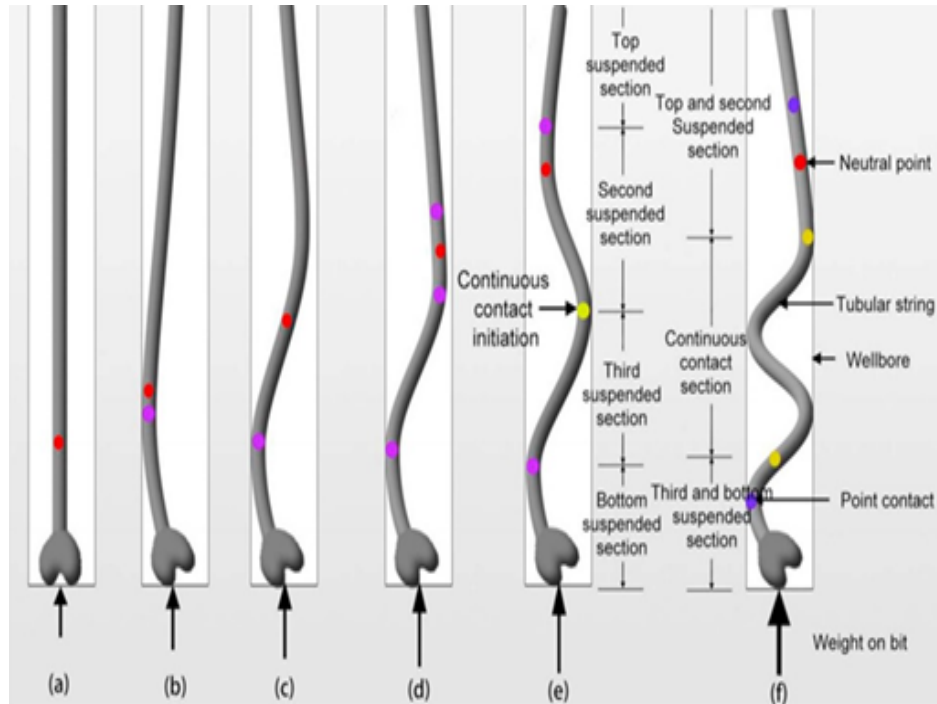 Top
suspended
section
Top and second
Suspended
section
Neutral point
Second
suspended
section
Continuous
contact
initiation
Tubular string
Continuous
contact
section
Wellbore
Third
suspended
section
Bottom
suspended
section
Third and bottom
suspended
section
Point contact
Weight on bit
(a)
(b)
(c)
(d)
(e)
(f)